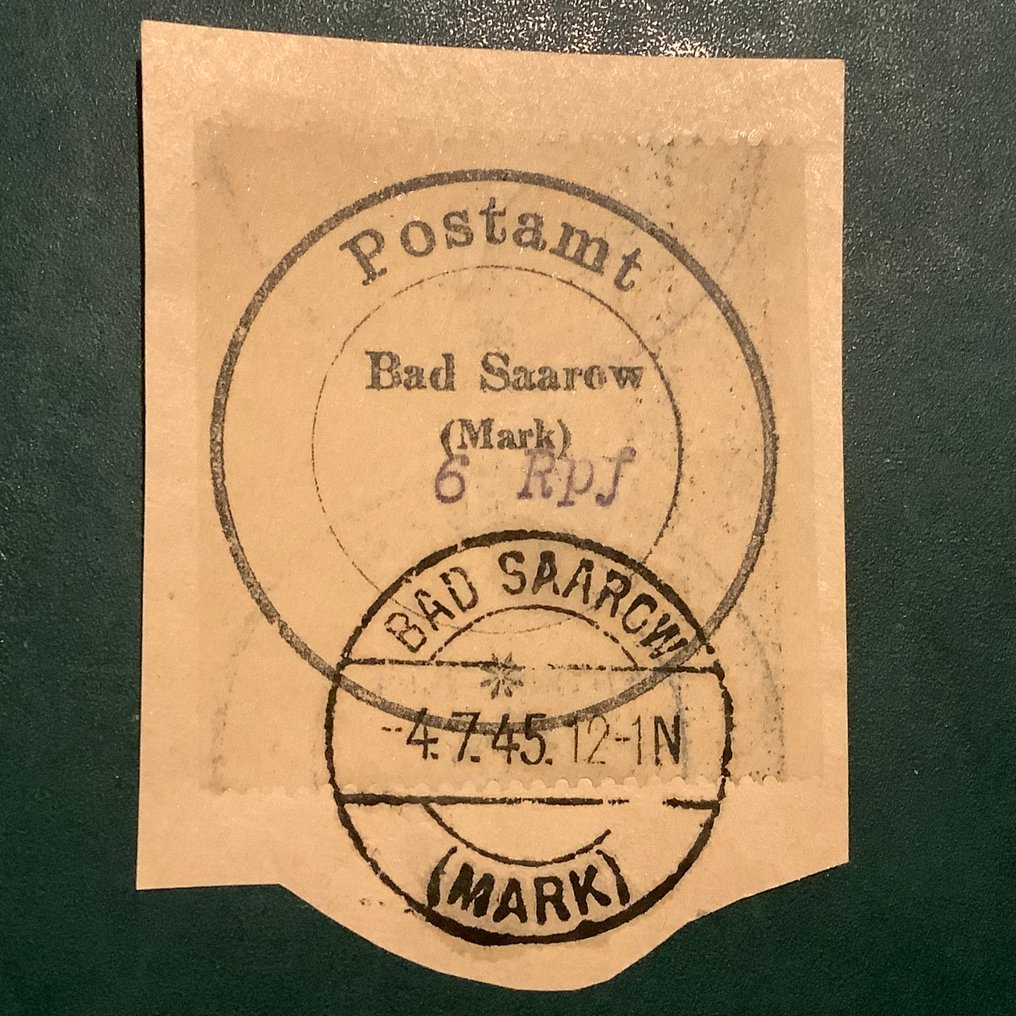 Postamt
Bad Saarow
(Mark)
6 Rpf
BAD SAAROW
-4.7.45.12-1N
(MARK)